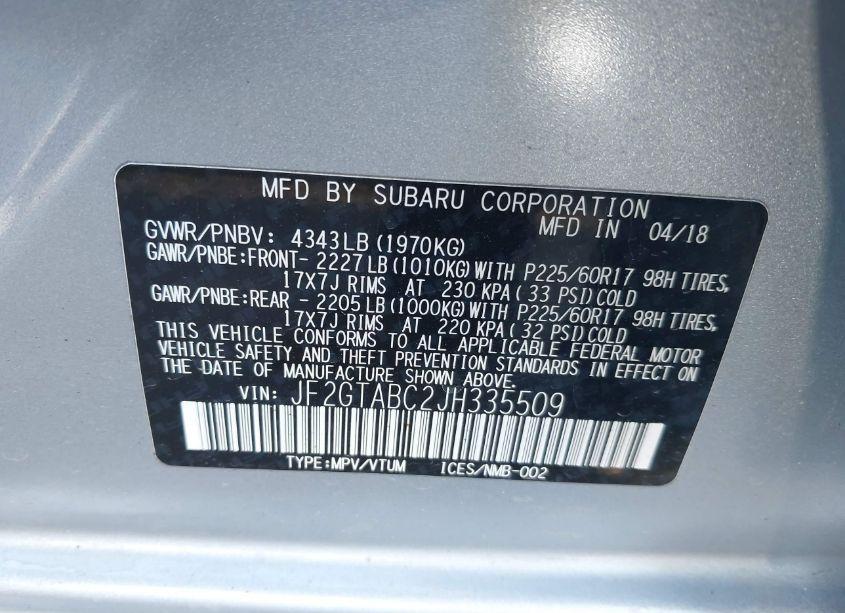 MFD BY SUBARU CORPORATION
MFD IN 04/18
GVWR/PNBV: 4343LB (1970KG)
GAWR/PNBE:FRONT- 2227LB (1010KG) WITH P225/60R17 98H TIRES,
17X7J RIMS AT 230 KPA( 33 PSI) COLD
GAWR/PNBE:REAR - 2205LB (1000KG) WITH P225/60R17 98H TIRES,
17X7J RIMS AT 220 KPA (32 PSI) COLD
THIS VEHICLE CONFORMS TO ALL APPLICABLE FEDERAL MOTOR
VEHICLE SAFETY AND THEFT PREVENTION STANDARDS IN EFFECT ON
THE DATE OF MANUFACTURE SHOWN ABOVE.
VIN: JF2GTABC2JH335509
TYPE:MPV/VTUM ICES/NMB-002